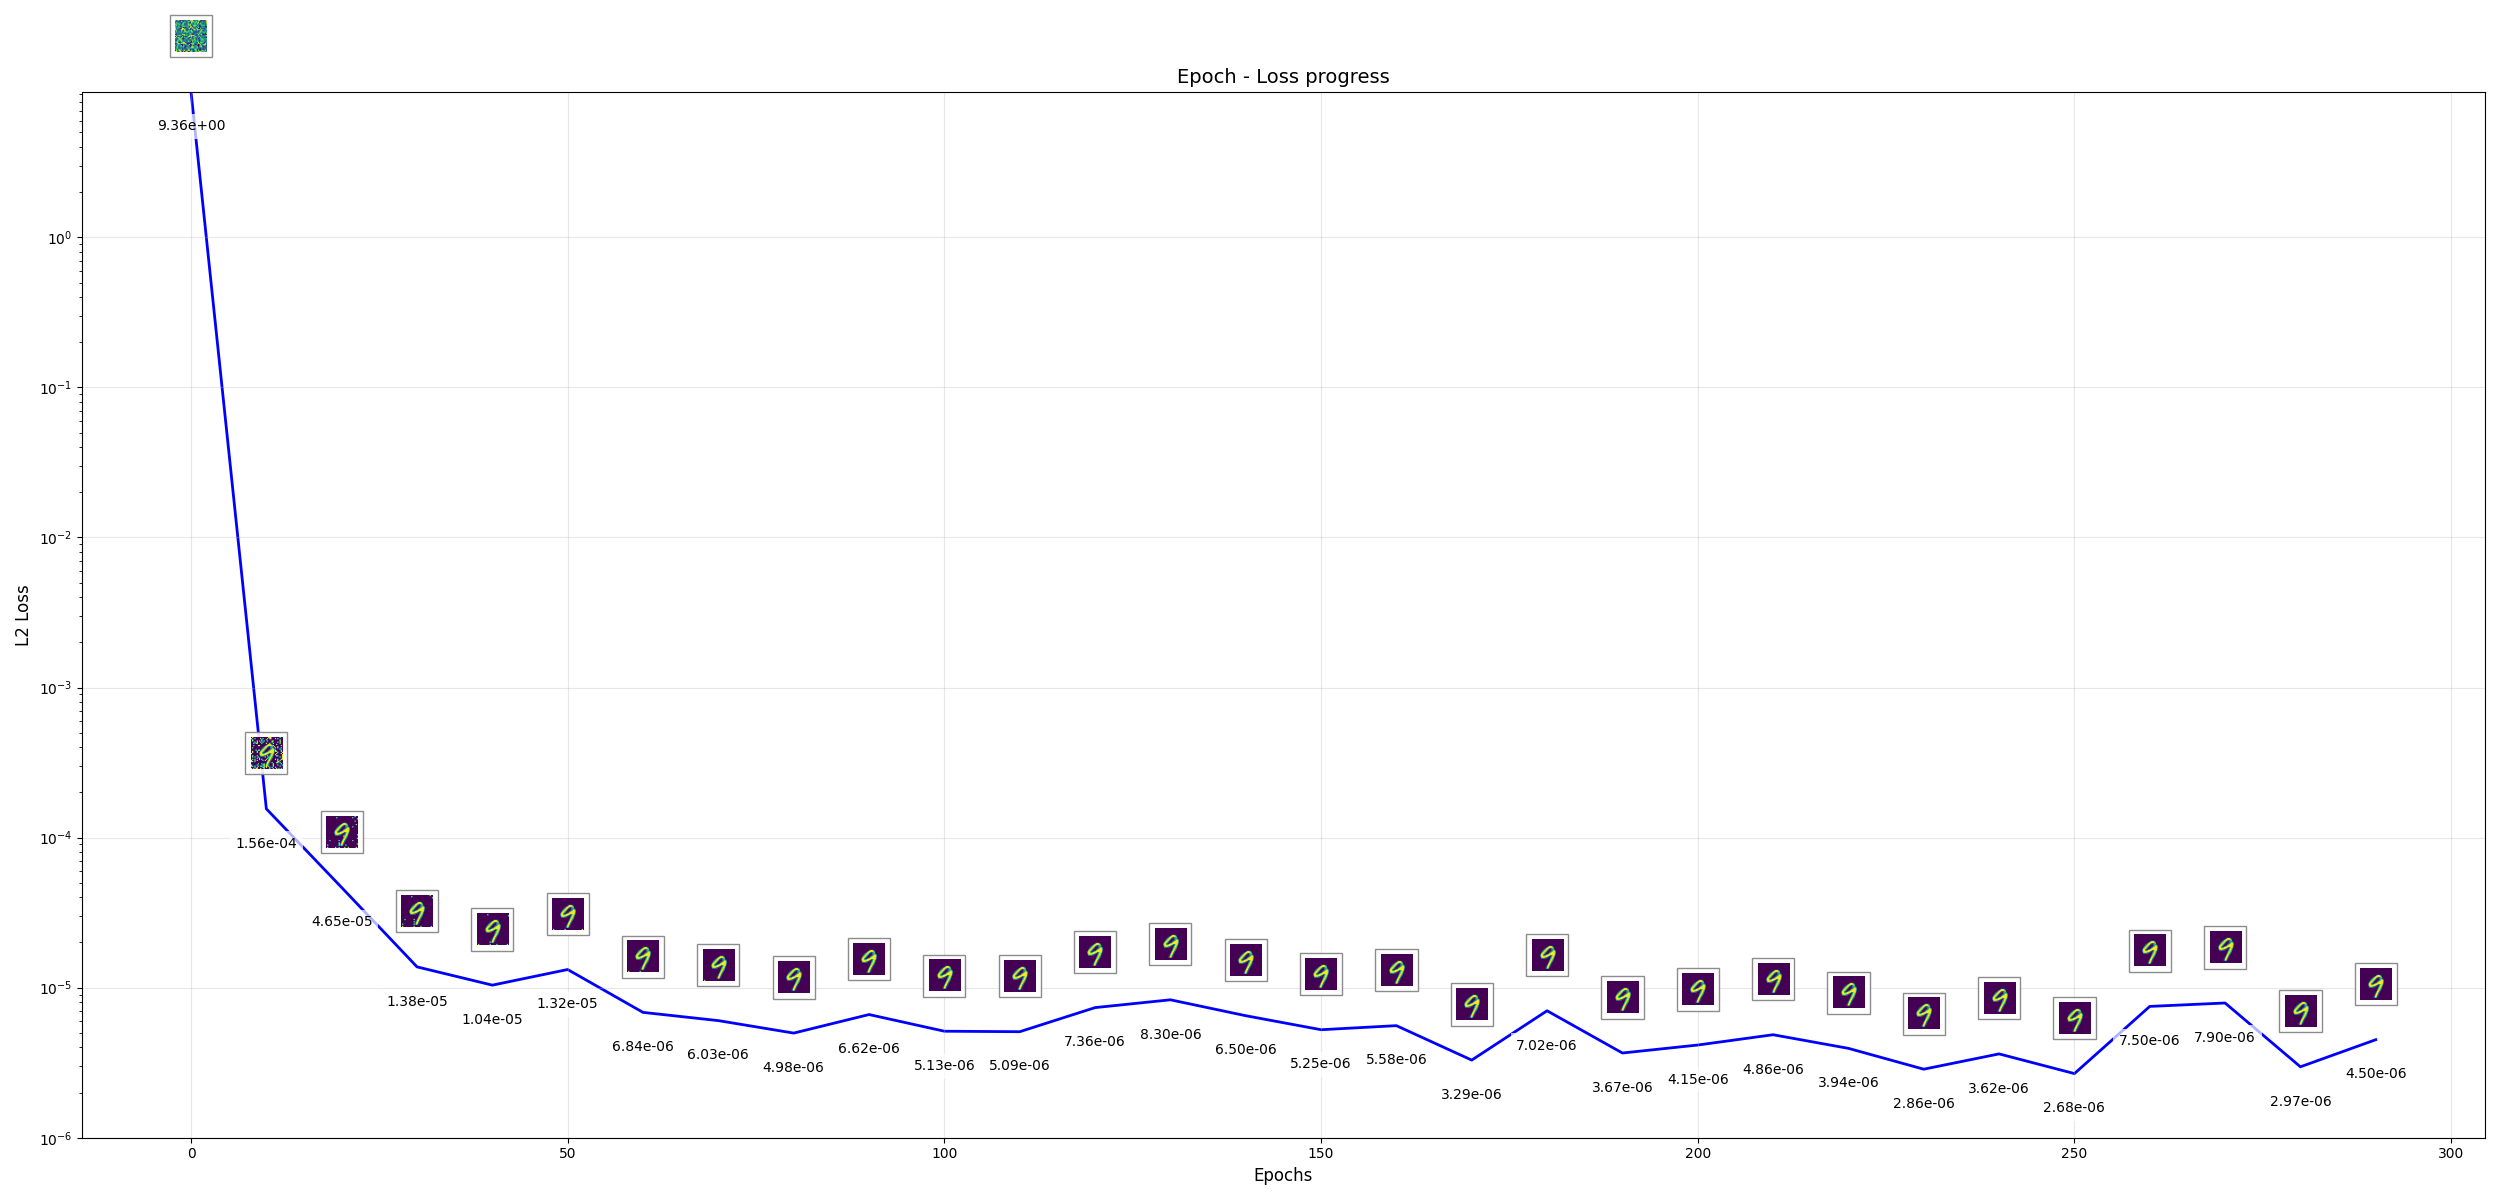 Epoch - Loss progress
9.36e+00
10⁰
10⁻¹
10⁻²
10⁻³
10⁻⁴
10⁻⁵
10⁻⁶
L2 Loss
1.56e-04
4.65e-05
1.38e-05
1.04e-05
1.32e-05
6.84e-06
6.03e-06
4.98e-06
6.62e-06
5.13e-06
5.09e-06
7.36e-06
8.30e-06
6.50e-06
5.25e-06
5.58e-06
3.29e-06
7.02e-06
3.67e-06
4.15e-06
4.86e-06
3.94e-06
2.86e-06
3.62e-06
2.68e-06
7.50e-06
7.90e-06
2.97e-06
4.50e-06
0 50 100 150 200 250 300
Epochs